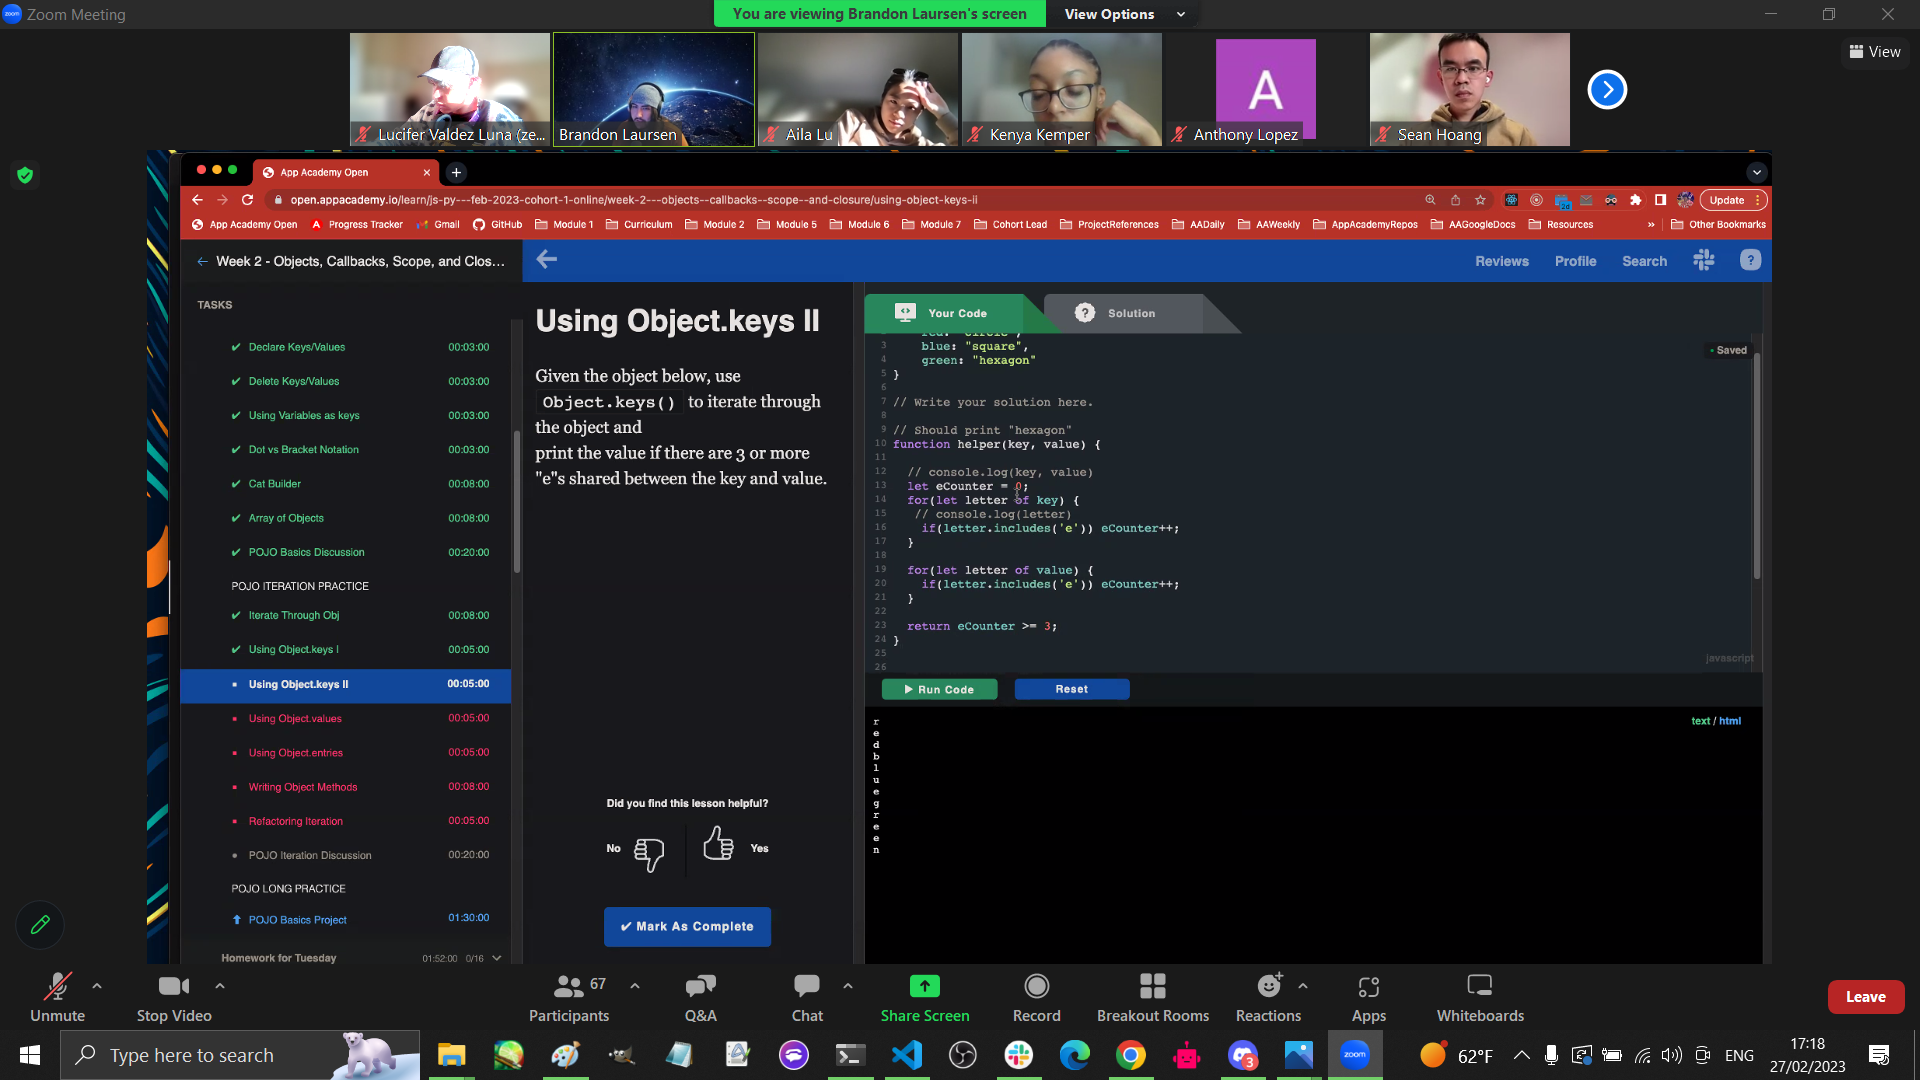 Zoom Meeting
You are viewing Brandon Laursen's screen
View Options
View
Lucifer Valdez Luna (ze...
Brandon Laursen
Aila Lu
Kenya Kemper
A
Anthony Lopez
Sean Hoang
App Academy Open
open.appacademy.io/learn/js-py---feb-2023-cohort-1-online/week-2---objects--callbacks--scope--and-closure/using-object-keys-ii
Update
App Academy Open
Progress Tracker
Gmail
GitHub
Module 1
Curriculum
Module 2
Module 5
Module 6
Module 7
Cohort Lead
ProjectReferences
AADaily
AAWeekly
AppAcademyRepos
AAGoogleDocs
Resources
»
Other Bookmarks
Week 2 - Objects, Callbacks, Scope, and Clos...
Reviews
Profile
Search
?
TASKS
Declare Keys/Values 00:03:00
Delete Keys/Values 00:03:00
Using Variables as keys 00:03:00
Dot vs Bracket Notation 00:03:00
Cat Builder 00:08:00
Array of Objects 00:08:00
POJO Basics Discussion 00:20:00
POJO ITERATION PRACTICE
Iterate Through Obj 00:08:00
Using Object.keys I 00:05:00
Using Object.keys II 00:05:00
Using Object.values 00:05:00
Using Object.entries 00:05:00
Writing Object Methods 00:08:00
Refactoring Iteration 00:05:00
POJO Iteration Discussion 00:20:00
POJO LONG PRACTICE
POJO Basics Project 01:30:00
Homework for Tuesday 01:52:00 0/16
Using Object.keys II
Given the object below, use
Object.keys() to iterate through
the object and
print the value if there are 3 or more
"e"s shared between the key and value.
Did you find this lesson helpful?
No
Yes
✔ Mark As Complete
Your Code
? Solution
Saved
3 blue: "square",
4 green: "hexagon"
5 }
6
7 // Write your solution here.
8
9 // Should print "hexagon"
10 function helper(key, value) {
11
12 // console.log(key, value)
13 let eCounter = 0;
14 for(let letter of key) {
15 // console.log(letter)
16 if(letter.includes('e')) eCounter++;
17 }
18
19 for(let letter of value) {
20 if(letter.includes('e')) eCounter++;
21 }
22
23 return eCounter >= 3;
24 }
25
26
javascript
Run Code
Reset
text / html
r
e
d
b
l
u
e
g
r
e
e
n
Unmute
Stop Video
67
Participants
Q&A
Chat
Share Screen
Record
Breakout Rooms
Reactions
Apps
Whiteboards
Leave
Type here to search
3
zoom
62°F
ENG
17:18
27/02/2023